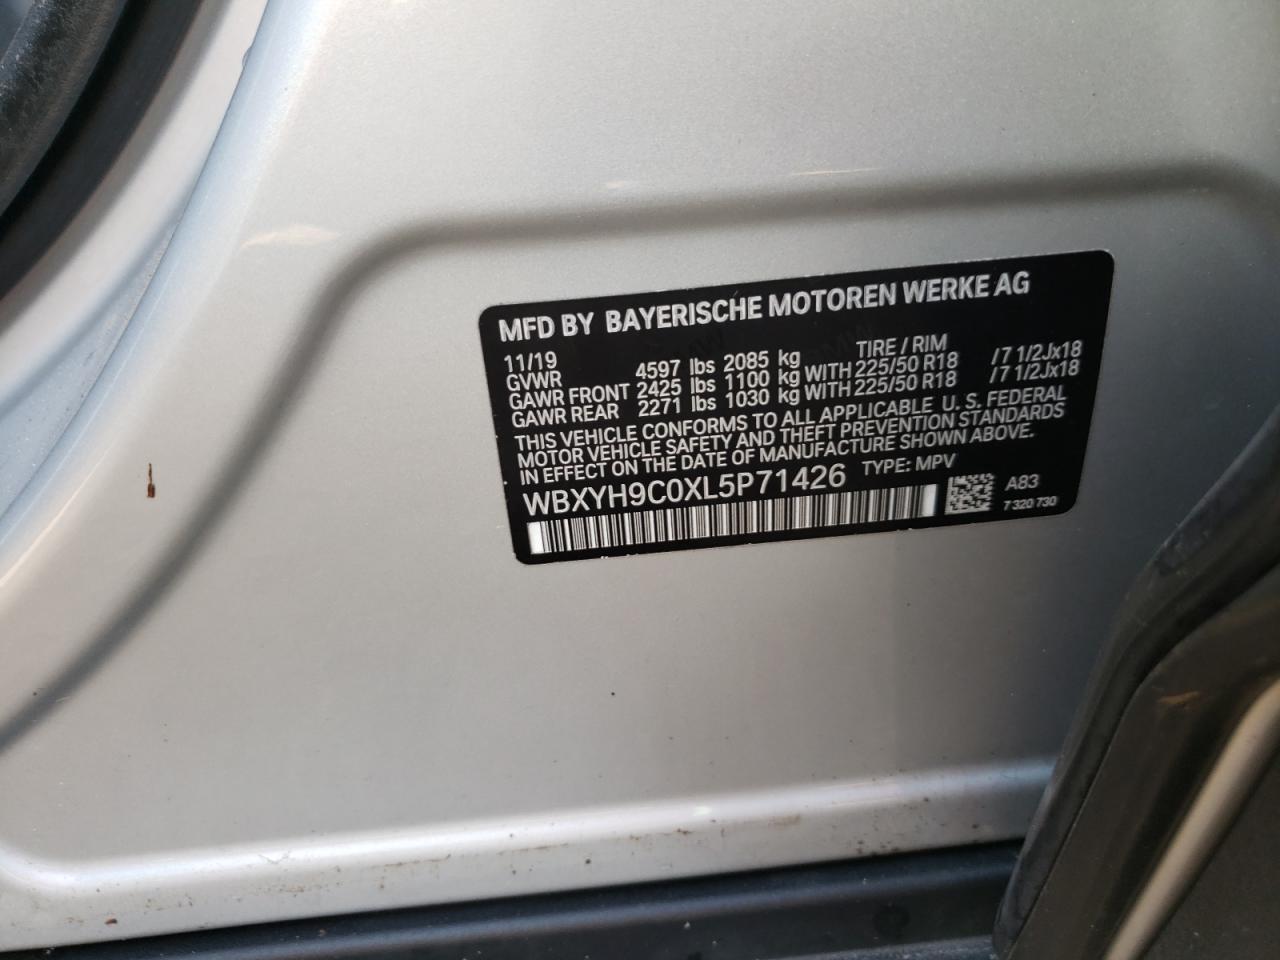 MFD BY BAYERISCHE MOTOREN WERKE AG
11/19 TIRE / RIM
GVWR 4597 lbs 2085 kg
GAWR FRONT 2425 lbs 1100 kg WITH 225/50 R18 /7 1/2Jx18
GAWR REAR 2271 lbs 1030 kg WITH 225/50 R18 /7 1/2Jx18
THIS VEHICLE CONFORMS TO ALL APPLICABLE U. S. FEDERAL
MOTOR VEHICLE SAFETY AND THEFT PREVENTION STANDARDS
IN EFFECT ON THE DATE OF MANUFACTURE SHOWN ABOVE.
WBXYH9C0XL5P71426 TYPE: MPV
A83
7 320 730